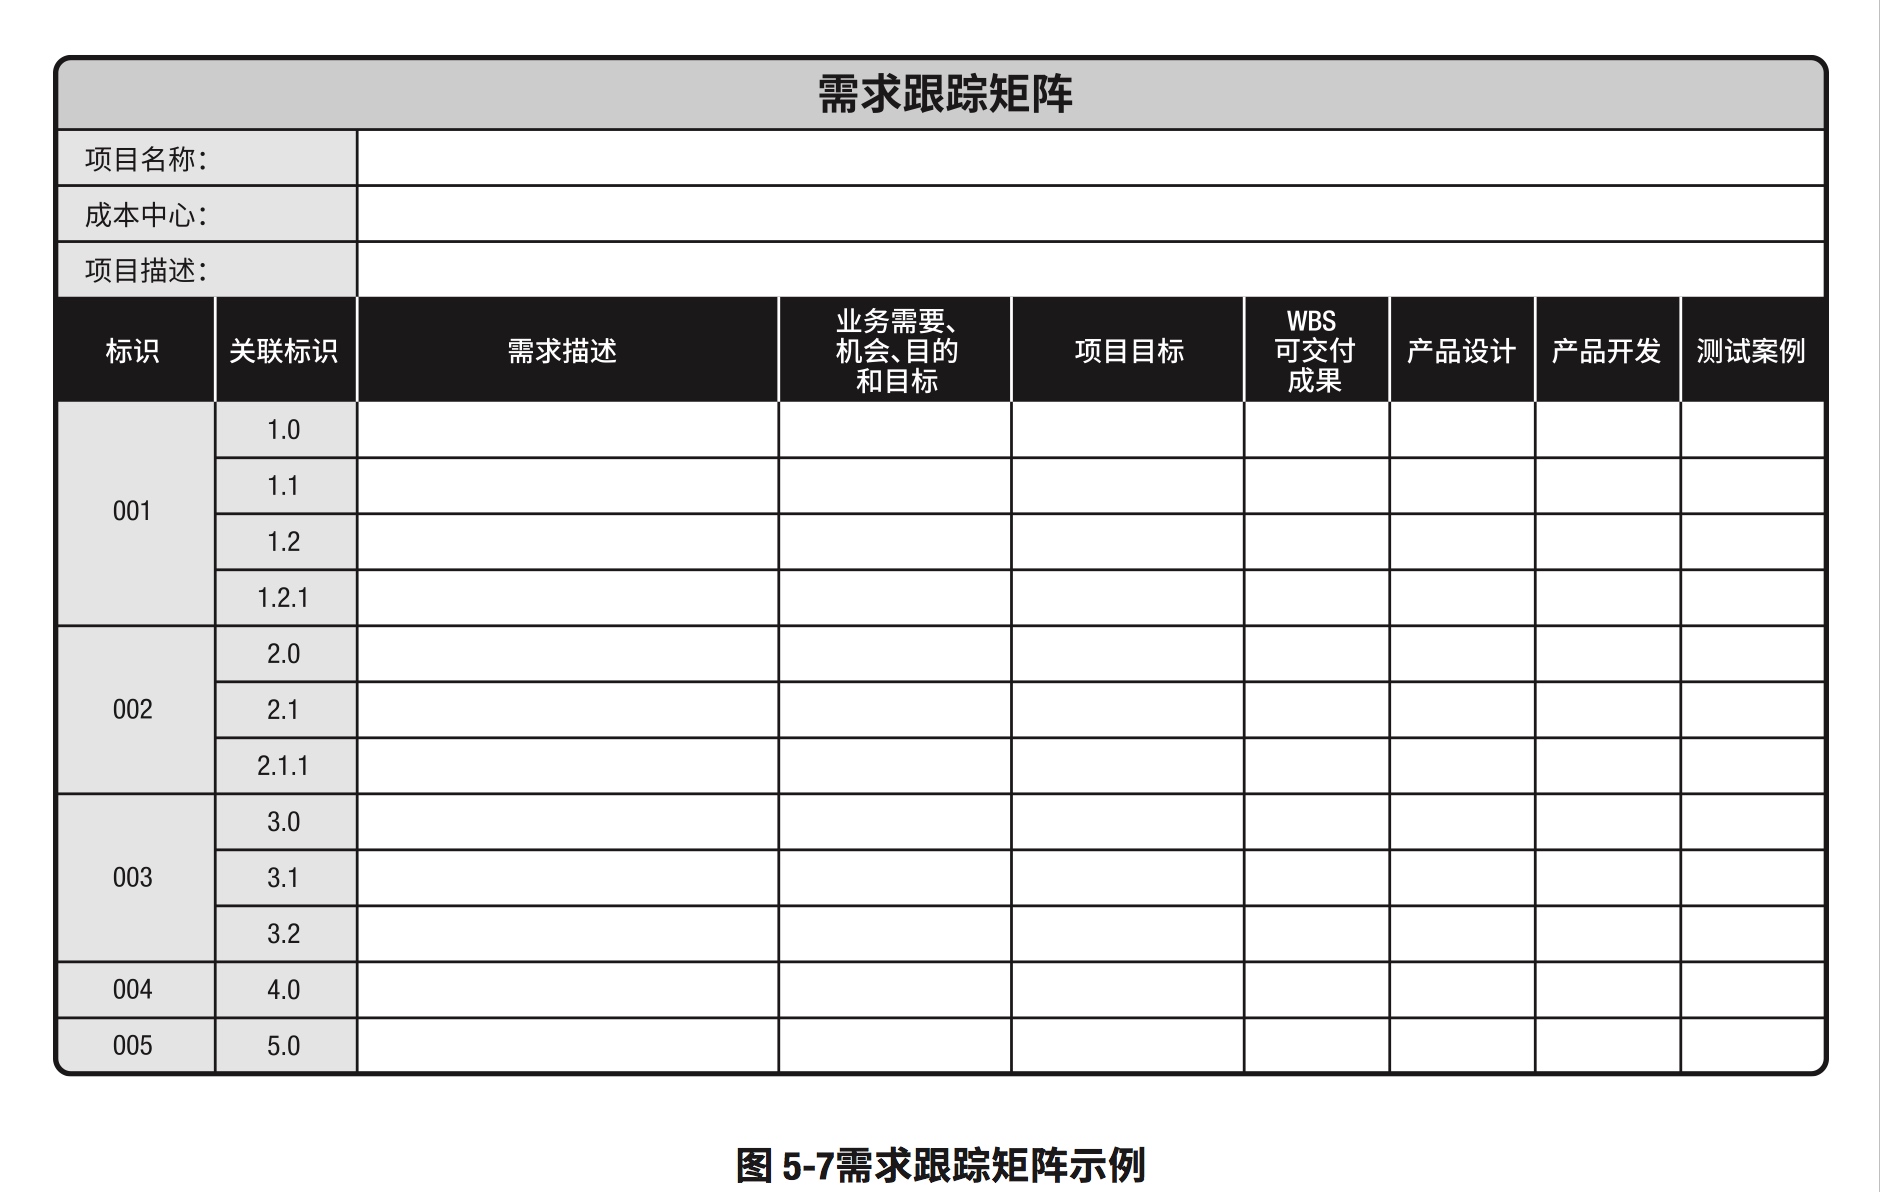 需求跟踪矩阵
项目名称：
成本中心：
项目描述：
标识 关联标识 需求描述 业务需要、机会、目的和目标 项目目标 WBS可交付成果 产品设计 产品开发 测试案例
001 1.0
1.1
1.2
1.2.1
002 2.0
2.1
2.1.1
003 3.0
3.1
3.2
004 4.0
005 5.0
图 5-7需求跟踪矩阵示例